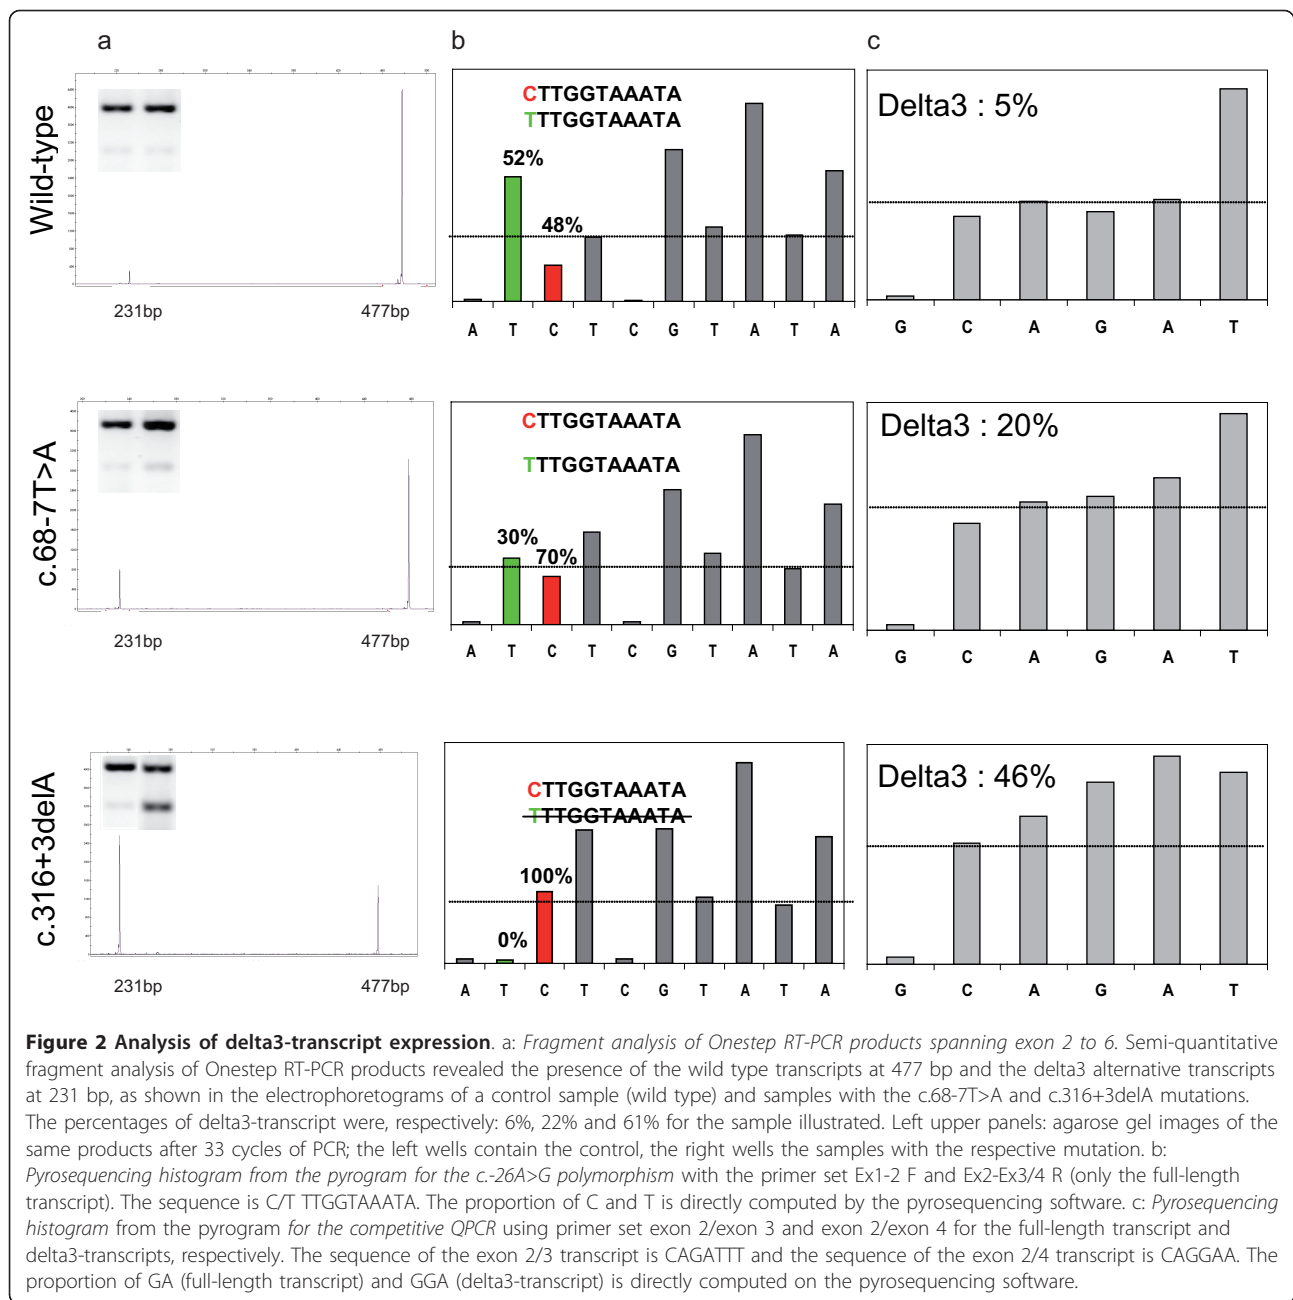 a
b
c
Wild-type
231bp
477bp
CTTGGTAAATA
TTTGGTAAATA
52%
48%
A T C T C G T A T A
Delta3 : 5%
G C A G A T
c.68-7T>A
231bp
477bp
CTTGGTAAATA
TTTGGTAAATA
30%
70%
A T C T C G T A T A
Delta3 : 20%
G C A G A T
c.316+3delA
231bp
477bp
CTTGGTAAATA
TTTGGTAAATA
100%
0%
A T C T C G T A T A
Delta3 : 46%
G C A G A T
Figure 2 Analysis of delta3-transcript expression. a: Fragment analysis of Onestep RT-PCR products spanning exon 2 to 6. Semi-quantitative
fragment analysis of Onestep RT-PCR products revealed the presence of the wild type transcripts at 477 bp and the delta3 alternative transcripts
at 231 bp, as shown in the electrophoretograms of a control sample (wild type) and samples with the c.68-7T>A and c.316+3delA mutations.
The percentages of delta3-transcript were, respectively: 6%, 22% and 61% for the sample illustrated. Left upper panels: agarose gel images of the
same products after 33 cycles of PCR; the left wells contain the control, the right wells the samples with the respective mutation. b:
Pyrosequencing histogram from the pyrogram for the c.-26A>G polymorphism with the primer set Ex1-2 F and Ex2-Ex3/4 R (only the full-length
transcript). The sequence is C/T TTGGTAAATA. The proportion of C and T is directly computed by the pyrosequencing software. c: Pyrosequencing
histogram from the pyrogram for the competitive QPCR using primer set exon 2/exon 3 and exon 2/exon 4 for the full-length transcript and
delta3-transcripts, respectively. The sequence of the exon 2/3 transcript is CAGATTT and the sequence of the exon 2/4 transcript is CAGGAA. The
proportion of GA (full-length transcript) and GGA (delta3-transcript) is directly computed on the pyrosequencing software.